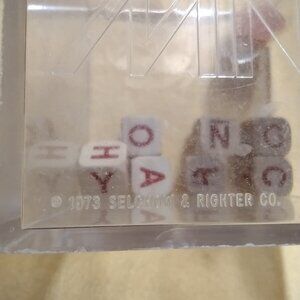 O N C
H H
Y A Y C
© 1973 SELCHOW & RIGHTER CO.